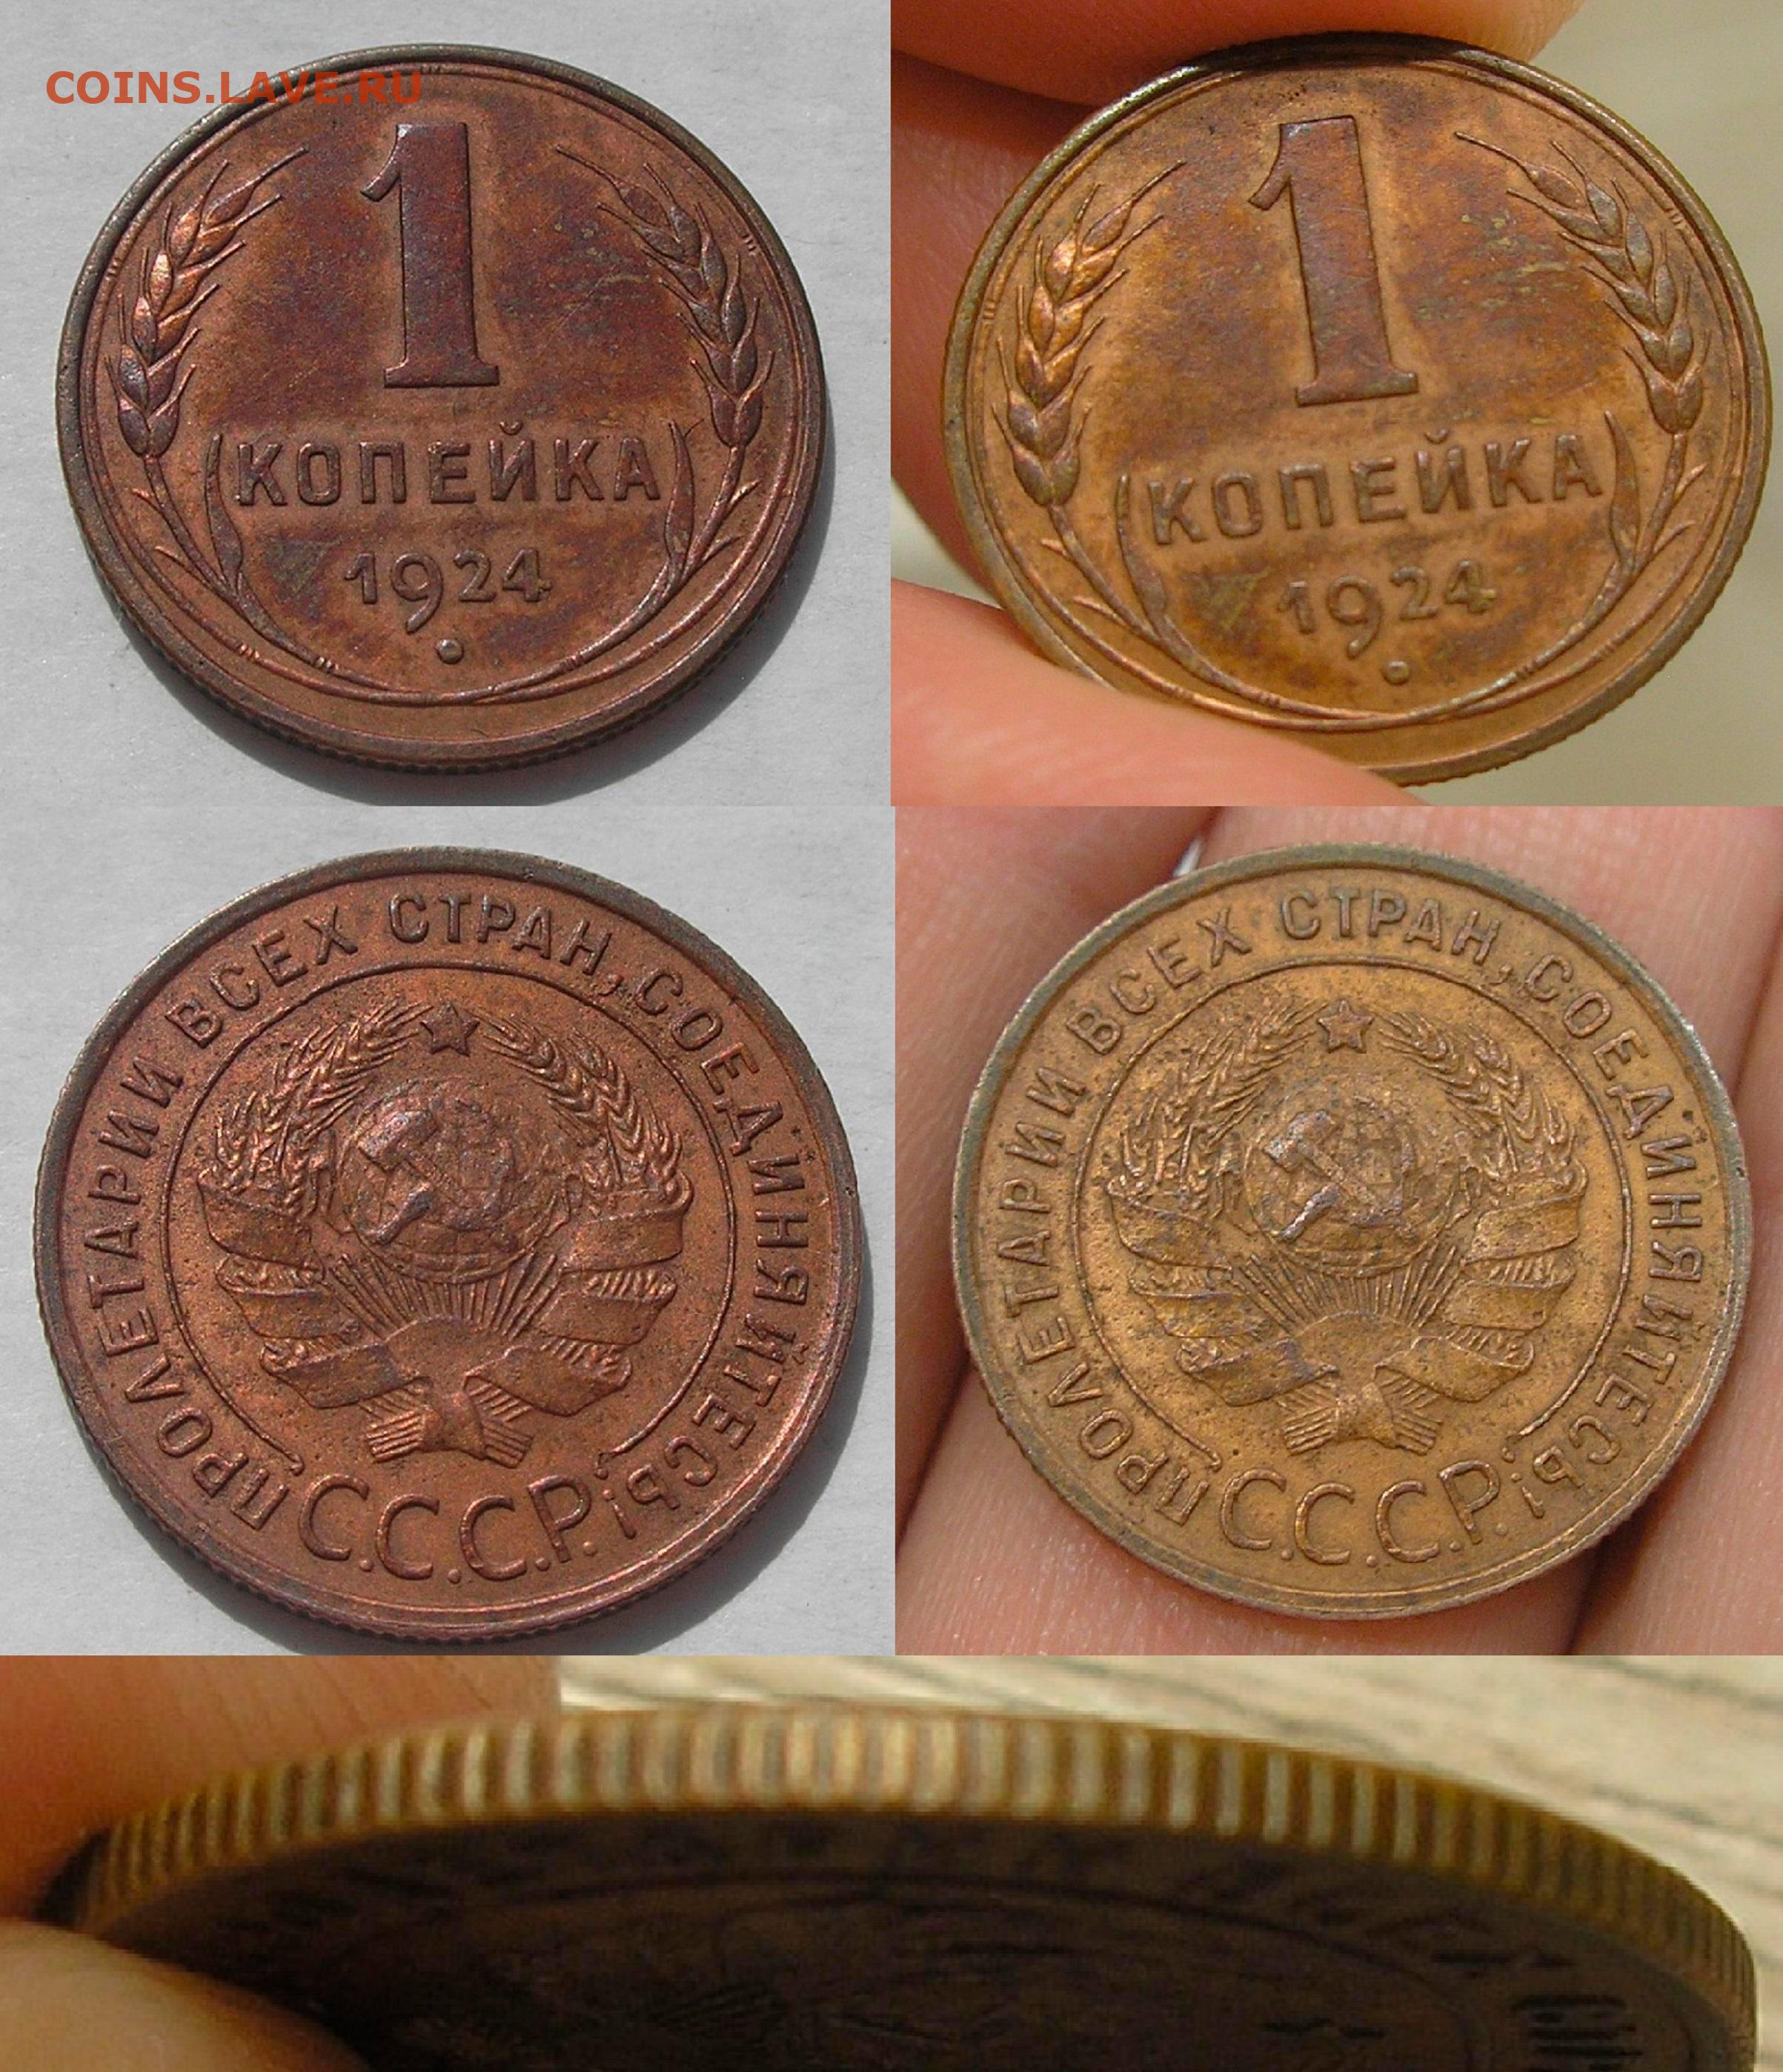 COINS.LAVE.RU
1
КОПЕЙКА
1924
1
КОПЕЙКА
1924
ПРОЛЕТАРИИ ВСЕХ СТРАН, СОЕДИНЯЙТЕСЬ!
С.С.С.Р.
ПРОЛЕТАРИИ ВСЕХ СТРАН, СОЕДИНЯЙТЕСЬ!
С.С.С.Р.